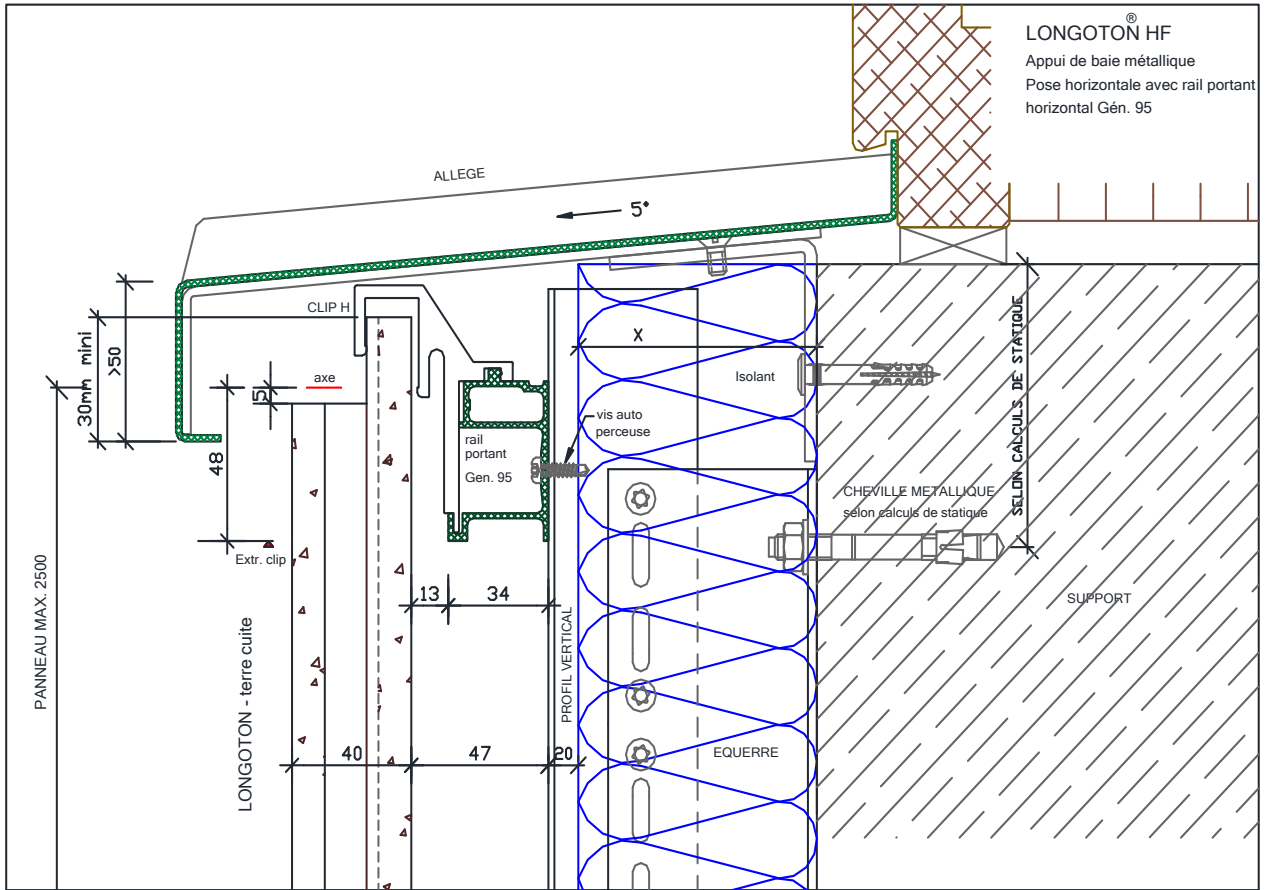 ®
LONGOTON HF
Appui de baie métallique
Pose horizontale avec rail portant
horizontal Gén. 95
ALLEGE
5°
CLIP H
30mm mini
>50
axe
5
48
Extr. clip
X
Isolant
vis auto
perceuse
rail
portant
Gen. 95
SELON CALCULS DE STATIQUE
CHEVILLE METALLIQUE
selon calculs de statique
SUPPORT
13
34
PANNEAU MAX. 2500
LONGOTON - terre cuite
PROFIL VERTICAL
40
47
20
EQUERRE